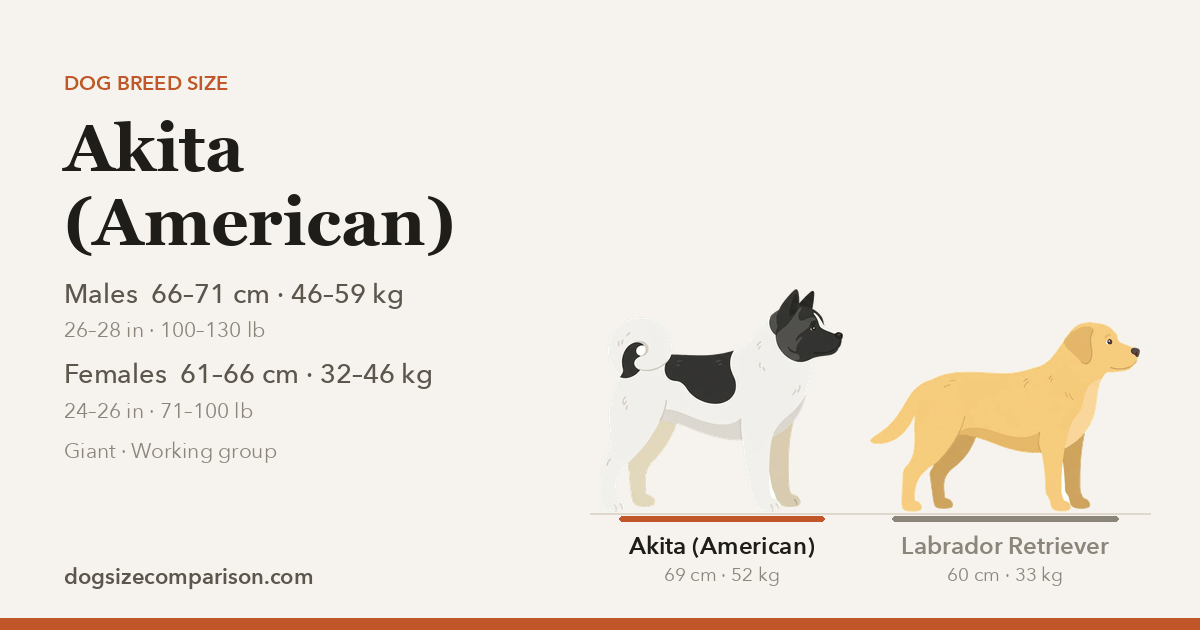 DOG BREED SIZE
Akita
(American)
Males 66–71 cm · 46–59 kg
26–28 in · 100–130 lb
Females 61–66 cm · 32–46 kg
24–26 in · 71–100 lb
Giant · Working group
Akita (American)
69 cm · 52 kg
Labrador Retriever
60 cm · 33 kg
dogsizecomparison.com